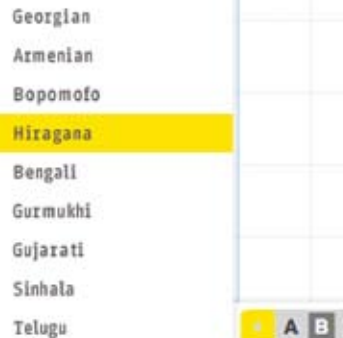 Georgian
Armenian
Bopomofo
Hiragana
Bengali
Gurmukhi
Gujarati
Sinhala
Telugu
A B